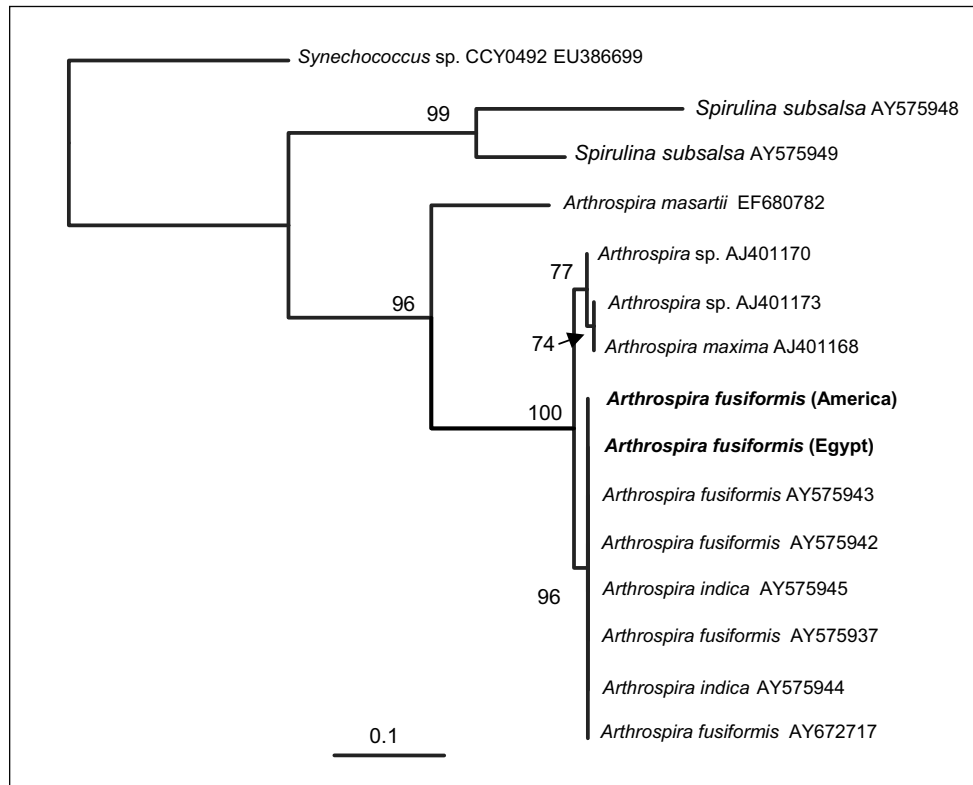 Synechococcus sp. CCY0492 EU386699
99
Spirulina subsalsa AY575948
Spirulina subsalsa AY575949
Arthrospira masartii EF680782
Arthrospira sp. AJ401170
77
Arthrospira sp. AJ401173
96
74
Arthrospira maxima AJ401168
Arthrospira fusiformis (America)
100
Arthrospira fusiformis (Egypt)
Arthrospira fusiformis AY575943
Arthrospira fusiformis AY575942
Arthrospira indica AY575945
96
Arthrospira fusiformis AY575937
Arthrospira indica AY575944
Arthrospira fusiformis AY672717
0.1